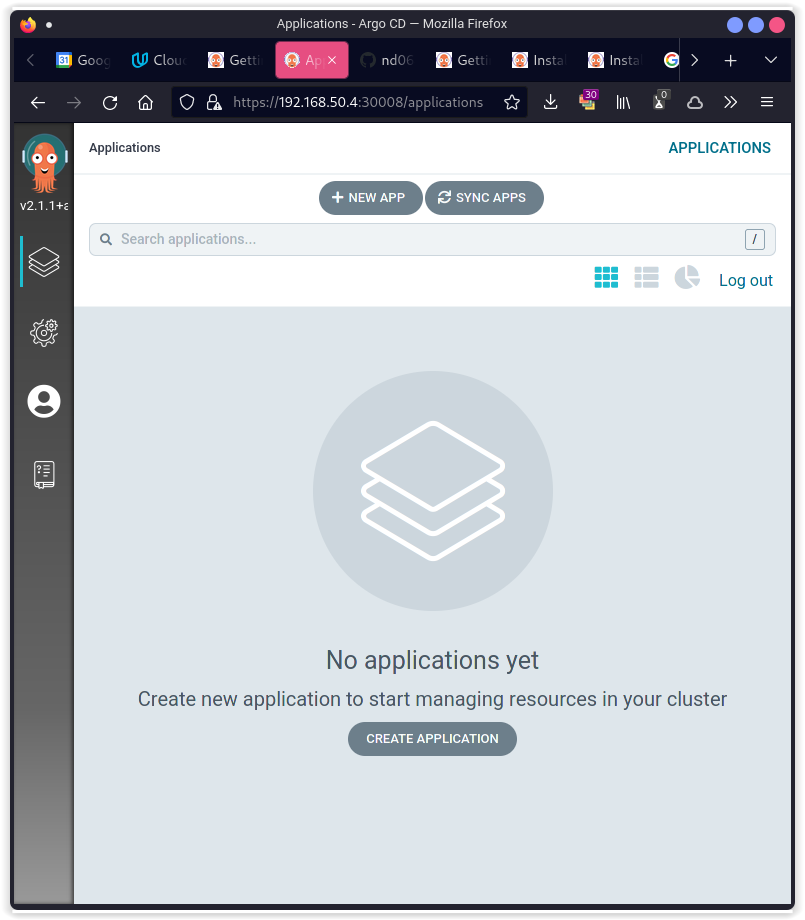 Applications - Argo CD — Mozilla Firefox
31 Goog
Clou
Getti
Ap
nd06
Getti
Insta
Insta
G
https://192.168.50.4:30008/applications
30
0
Applications
APPLICATIONS
v2.1.1+a
NEW APP
SYNC APPS
Search applications...
/
Log out
No applications yet
Create new application to start managing resources in your cluster
CREATE APPLICATION